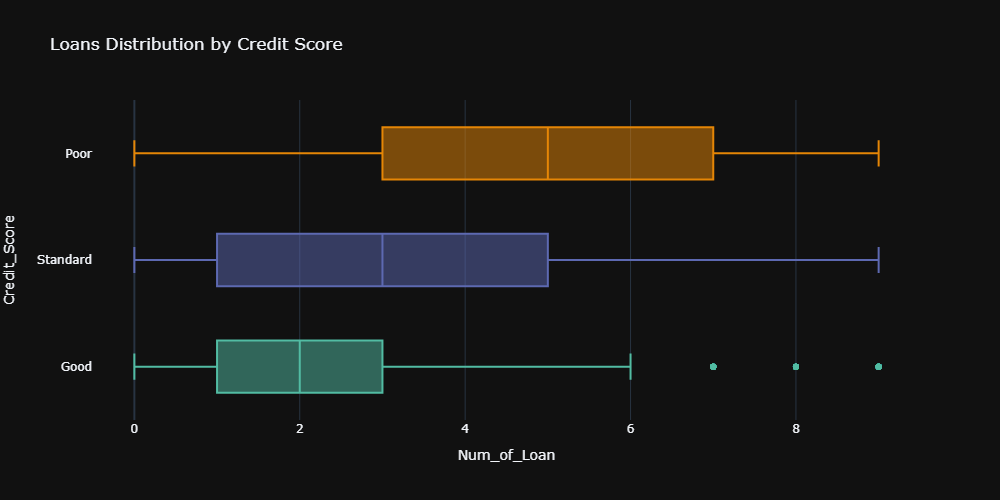 Loans Distribution by Credit Score
Poor
Standard
Good
Credit_Score
0 2 4 6 8
Num_of_Loan